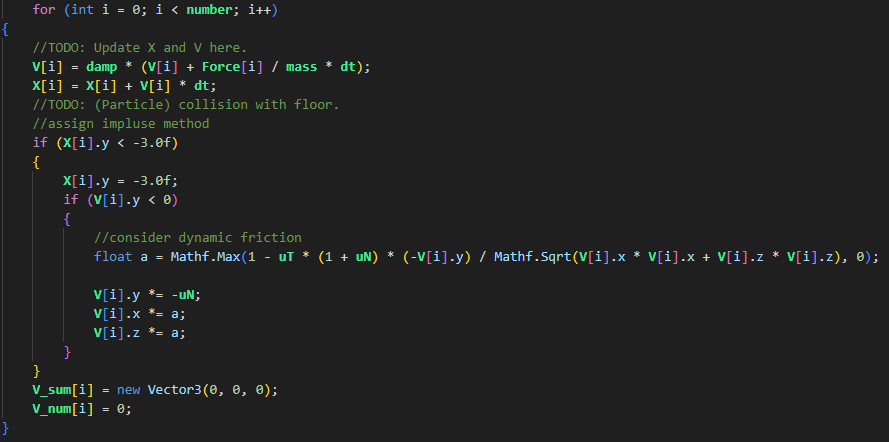 for (int i = 0; i < number; i++)
{
//TODO: Update X and V here.
V[i] = damp * (V[i] + Force[i] / mass * dt);
X[i] = X[i] + V[i] * dt;
//TODO: (Particle) collision with floor.
//assign impluse method
if (X[i].y < -3.0f)
{
X[i].y = -3.0f;
if (V[i].y < 0)
{
//consider dynamic friction
float a = Mathf.Max(1 - uT * (1 + uN) * (-V[i].y) / Mathf.Sqrt(V[i].x * V[i].x + V[i].z * V[i].z), 0);
V[i].y *= -uN;
V[i].x *= a;
V[i].z *= a;
}
}
V_sum[i] = new Vector3(0, 0, 0);
V_num[i] = 0;
}